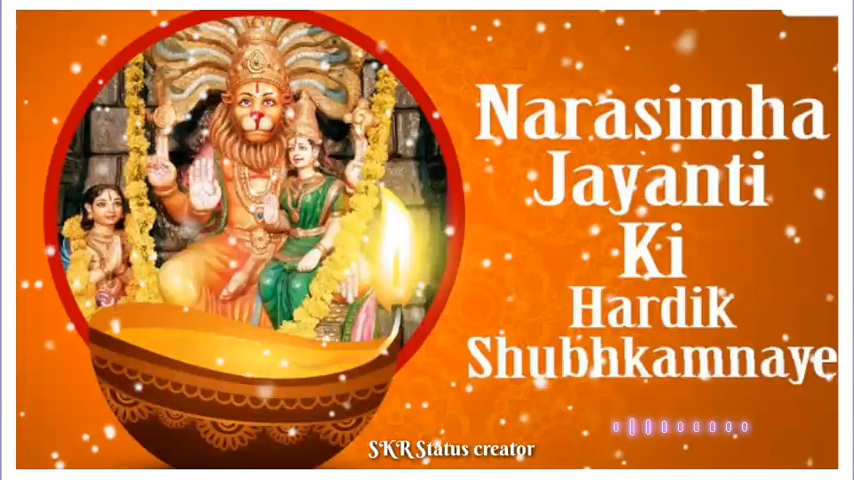 Narasimha
Jayanti
Ki
Hardik
Shubhkamnaye
SKR Status creator